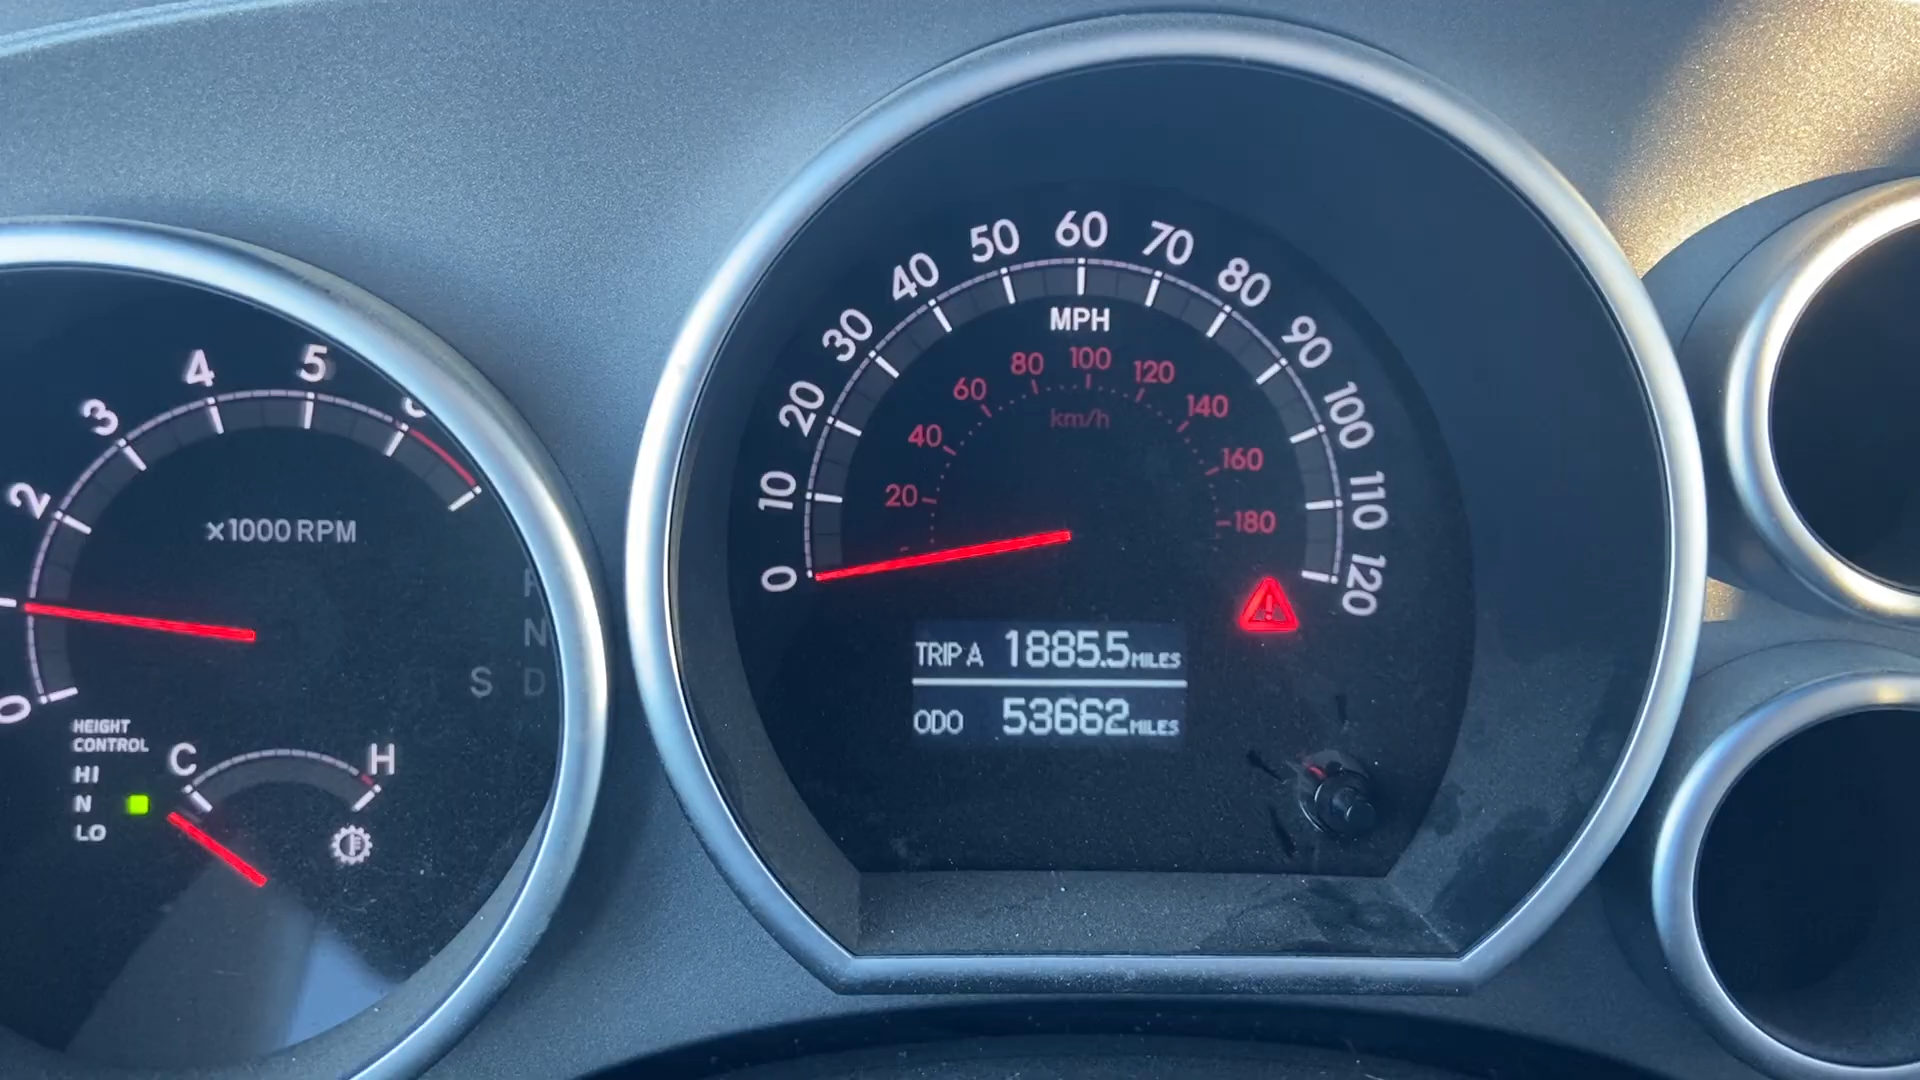 0
2
3
4
5
x1000 RPM
N
S D
HEIGHT
CONTROL
HI
N
LO
C
H
0
10
20
30
40
50
60
70
80
90
100
110
120
MPH
20
40
60
80
100
120
140
160
180
km/h
TRIP A 1885.5 MILES
ODO 53662 MILES